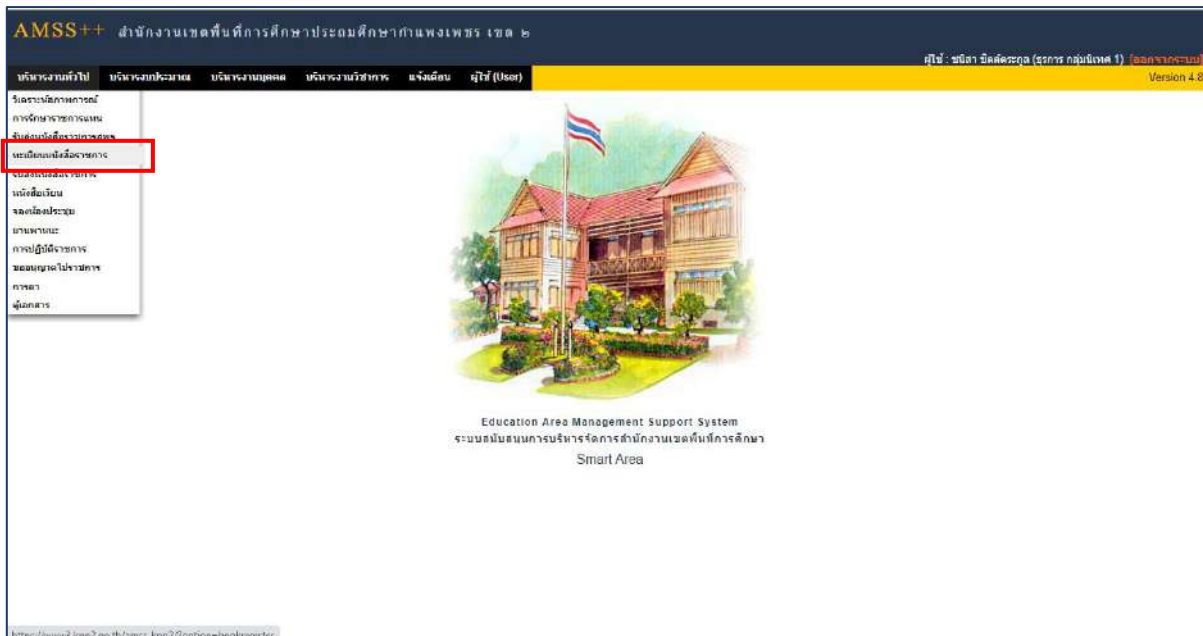 AMSS++ สำนักงานเขตพื้นที่การศึกษาประถมศึกษากำแพงเพชร เขต ๒
ผู้ใช้ : ชนิสา (ธุรการ กลุ่มนิเทศ 1) [ออกจากระบบ]
บริหารงานทั่วไป บริหารงบประมาณ บริหารงานบุคคล บริหารงานวิชาการ แจ้งเตือน ผู้ใช้ (User)
Version 4.8
วิเคราะห์สภาพการณ์
การรักษาราชการแทน
รับส่งหนังสือราชการสพฐ
ทะเบียนหนังสือราชการ
รับส่งหนังสือราชการ
หนังสือเวียน
จองห้องประชุม
ยานพาหนะ
การปฏิบัติราชการ
ขออนุญาตไปราชการ
การลา
ตู้เอกสาร
Education Area Management Support System
ระบบสนับสนุนการบริหารจัดการสำนักงานเขตพื้นที่การศึกษา
Smart Area